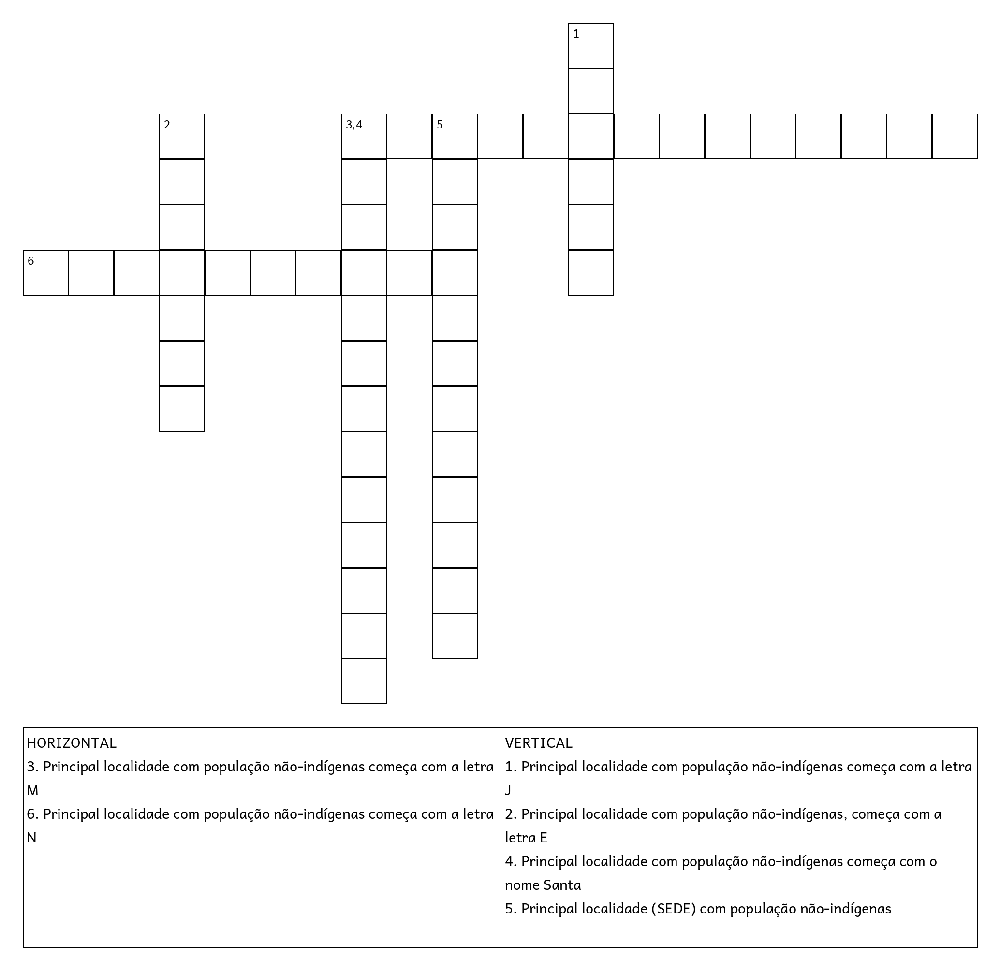 1
2
3,4
5
6
HORIZONTAL
3. Principal localidade com população não-indígenas começa com a letra
M
6. Principal localidade com população não-indígenas começa com a letra
N
VERTICAL
1. Principal localidade com população não-indígenas começa com a letra
J
2. Principal localidade com população não-indígenas, começa com a
letra E
4. Principal localidade com população não-indígenas começa com o
nome Santa
5. Principal localidade (SEDE) com população não-indígenas